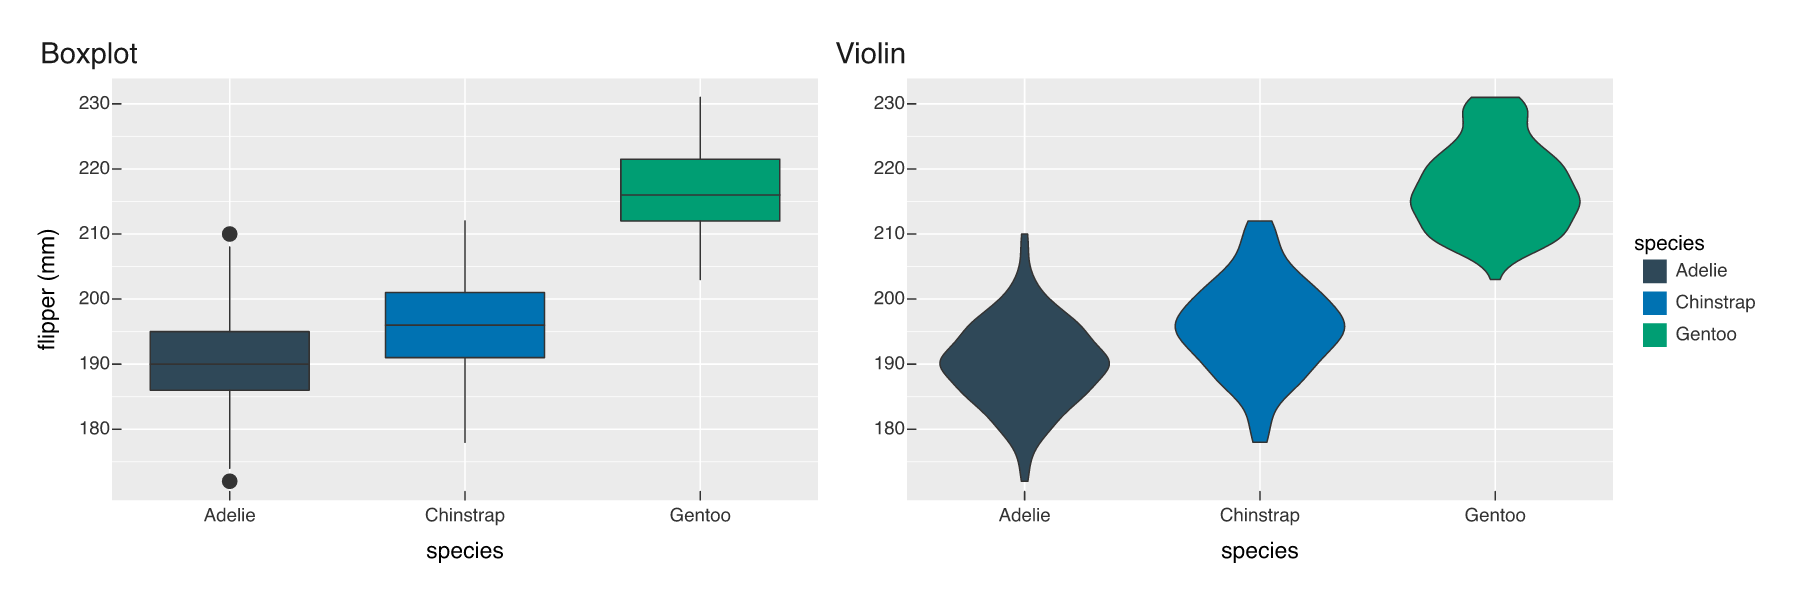 Boxplot
230
220
210
200
190
180
flipper (mm)
Adelie Chinstrap Gentoo
species
Violin
230
220
210
200
190
180
Adelie Chinstrap Gentoo
species
species
Adelie
Chinstrap
Gentoo